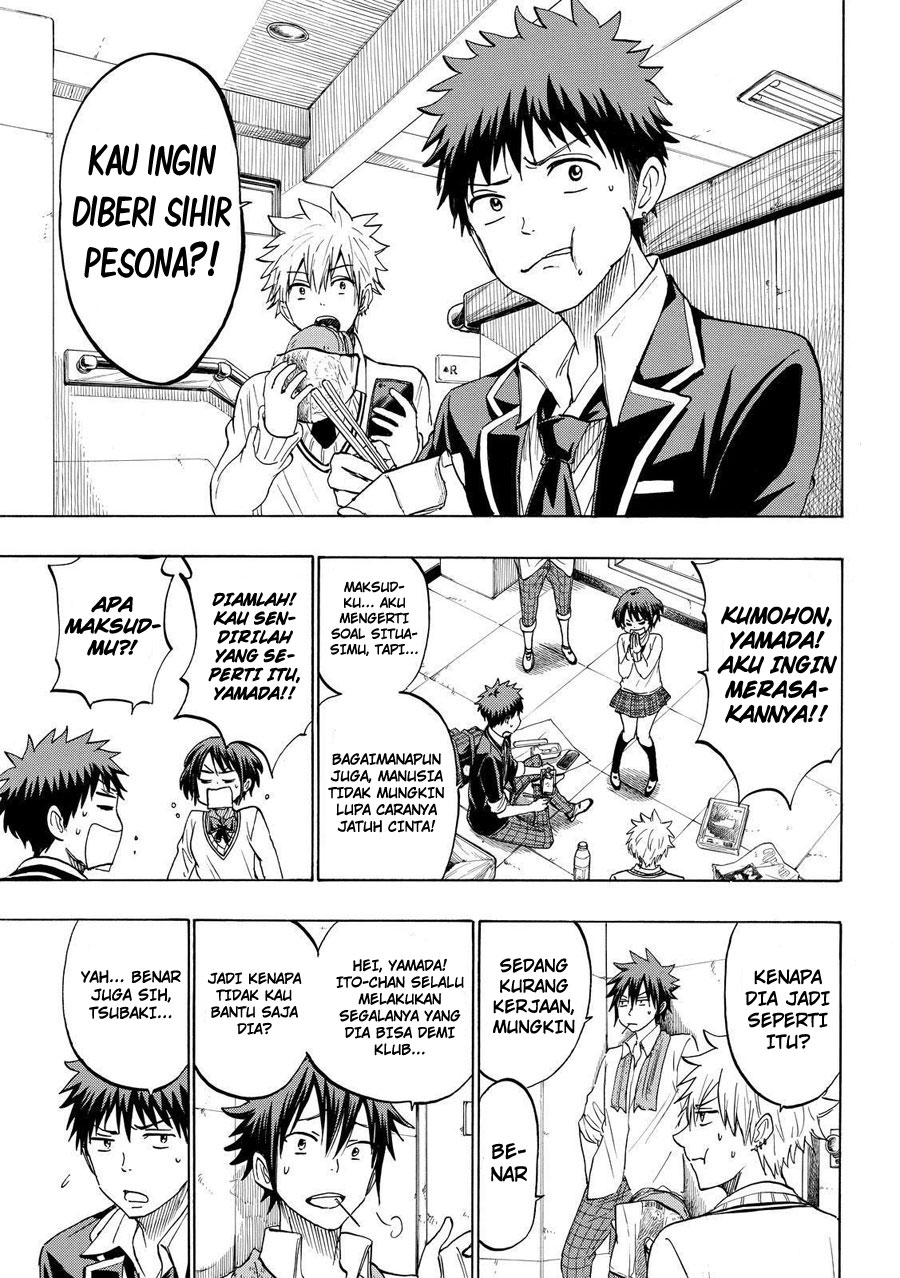 KAU INGIN
DIBERI SIHIR
PESONA?!
R
KUMOHON,
YAMADA!
AKU INGIN
MERASA-
KANNYA!!
MAKSUD-
KU... AKU
MENGERTI
SOAL SITUA-
SIMU, TAPI...
BAGAIMANAPUN
JUGA, MANUSIA
TIDAK MUNGKIN
LUPA CARANYA
JATUH CINTA!
DIAMLAH!
KAU SEN-
DIRILAH
YANG SE-
PERTI ITU,
YAMADA!!
APA
MAKSUD-
MU?!
KENAPA
DIA JADI
SEPERTI
ITU?
SEDANG
KURANG
KERJAAN,
MUNGKIN
BE-
NAR
HEI, YAMADA!
ITO-CHAN SELALU
MELAKUKAN
SEGALANYA YANG
DIA BISA DEMI
KLUB...
JADI KENAPA
TIDAK KAU
BANTU SAJA
DIA?
YAH... BENAR
JUGA SIH,
TSUBAKI...